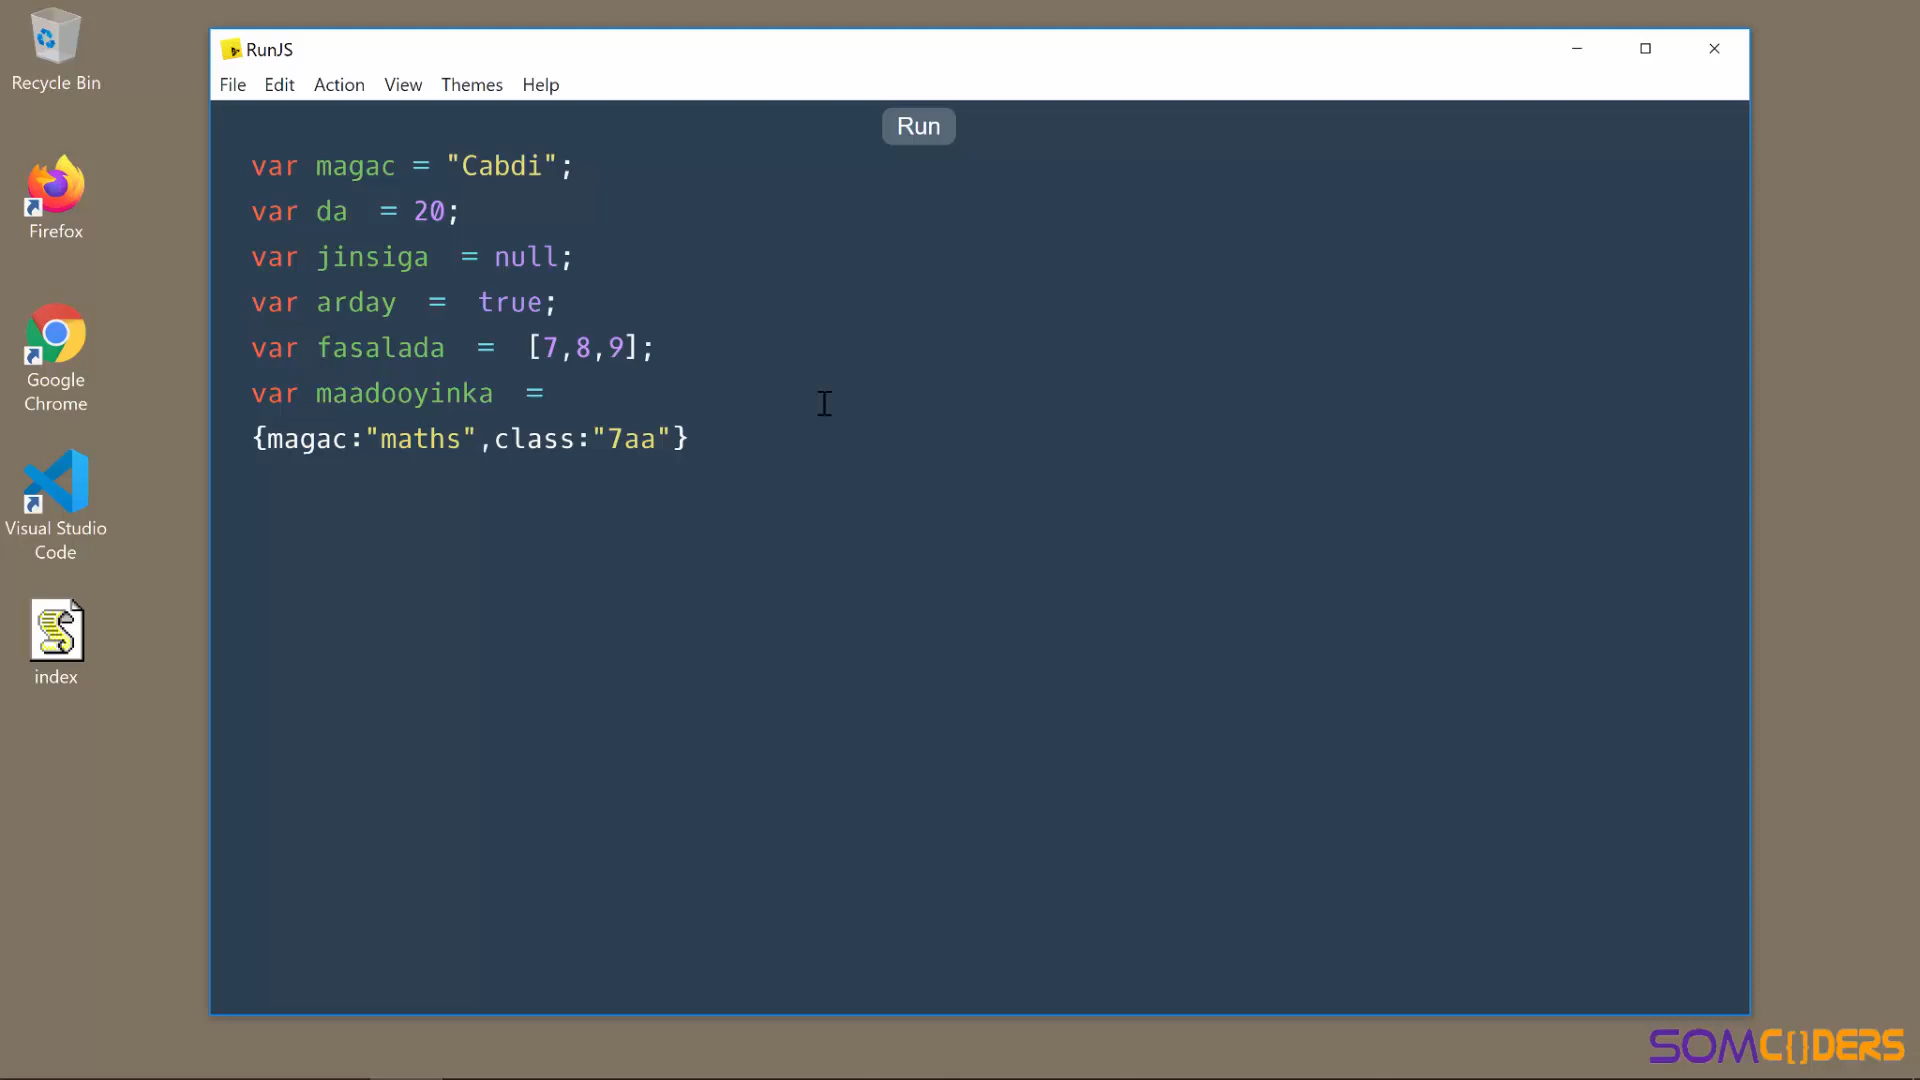 Recycle Bin
Firefox
Google
Chrome
Visual Studio
Code
index
RunJS
File Edit Action View Themes Help
Run
var magac = "Cabdi";
var da  = 20;
var jinsiga  = null;
var arday  =  true;
var fasalada  =  [7,8,9];
var maadooyinka  =
{magac:"maths",class:"7aa"}
SOMC{}DERS